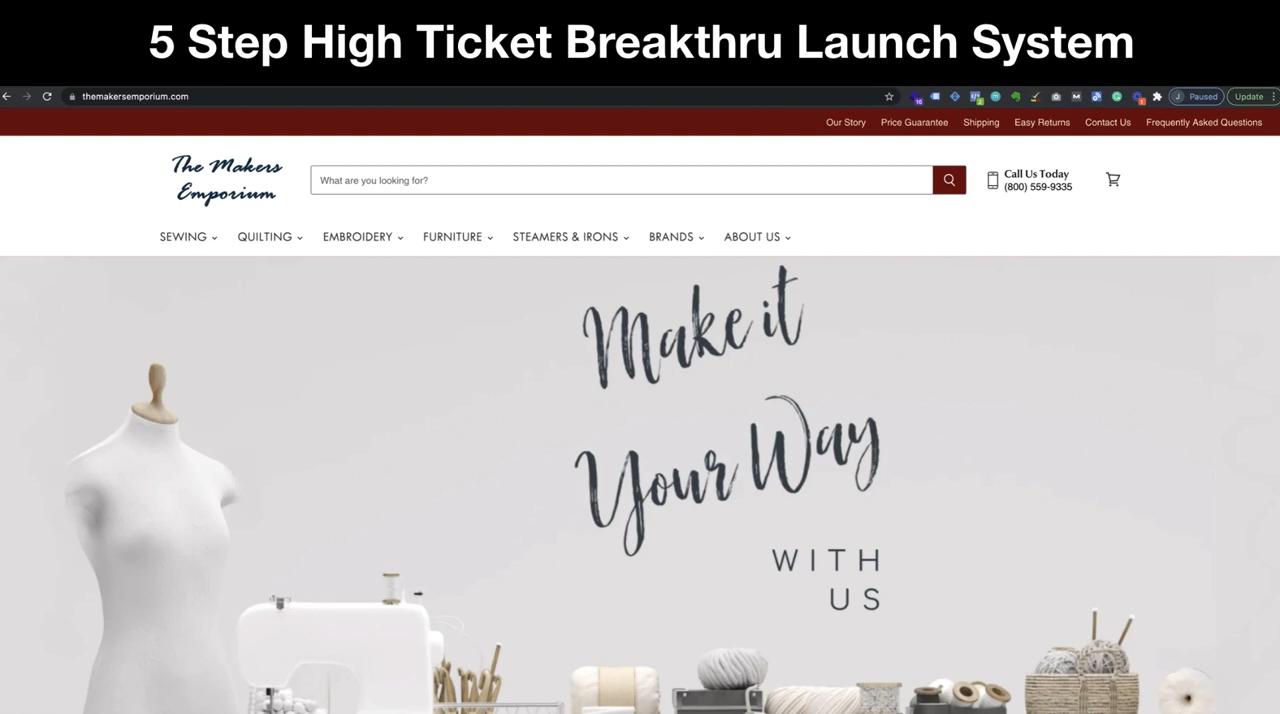 5 Step High Ticket Breakthru Launch System
themakersemporium.com
Paused
Update
Our Story Price Guarantee Shipping Easy Returns Contact Us Frequently Asked Questions
The Makers
Emporium
What are you looking for?
Call Us Today
(800) 559-9335
SEWING QUILTING EMBROIDERY FURNITURE STEAMERS & IRONS BRANDS ABOUT US
Make it
Your Way
WITH
US